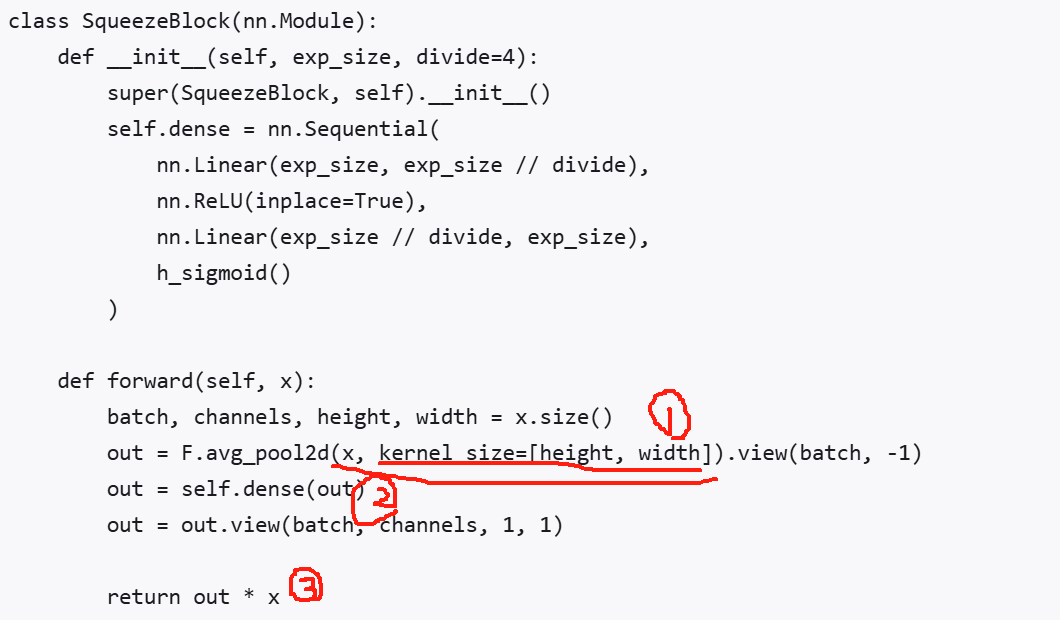 class SqueezeBlock(nn.Module):
    def __init__(self, exp_size, divide=4):
        super(SqueezeBlock, self).__init__()
        self.dense = nn.Sequential(
            nn.Linear(exp_size, exp_size // divide),
            nn.ReLU(inplace=True),
            nn.Linear(exp_size // divide, exp_size),
            h_sigmoid()
        )
    def forward(self, x):
        batch, channels, height, width = x.size() 1
        out = F.avg_pool2d(x, kernel_size=[height, width]).view(batch, -1)
        out = self.dense(out) 2
        out = out.view(batch, channels, 1, 1)
        return out * x 3